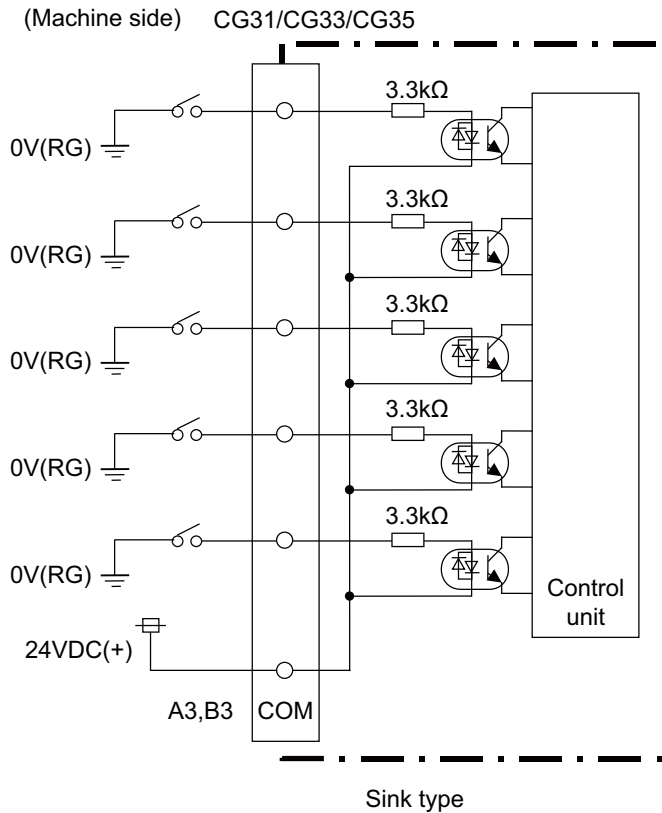 (Machine side) CG31/CG33/CG35
3.3kΩ
0V(RG)
3.3kΩ
0V(RG)
3.3kΩ
0V(RG)
3.3kΩ
0V(RG)
3.3kΩ
0V(RG)
Control
unit
24VDC(+)
A3,B3 COM
Sink type